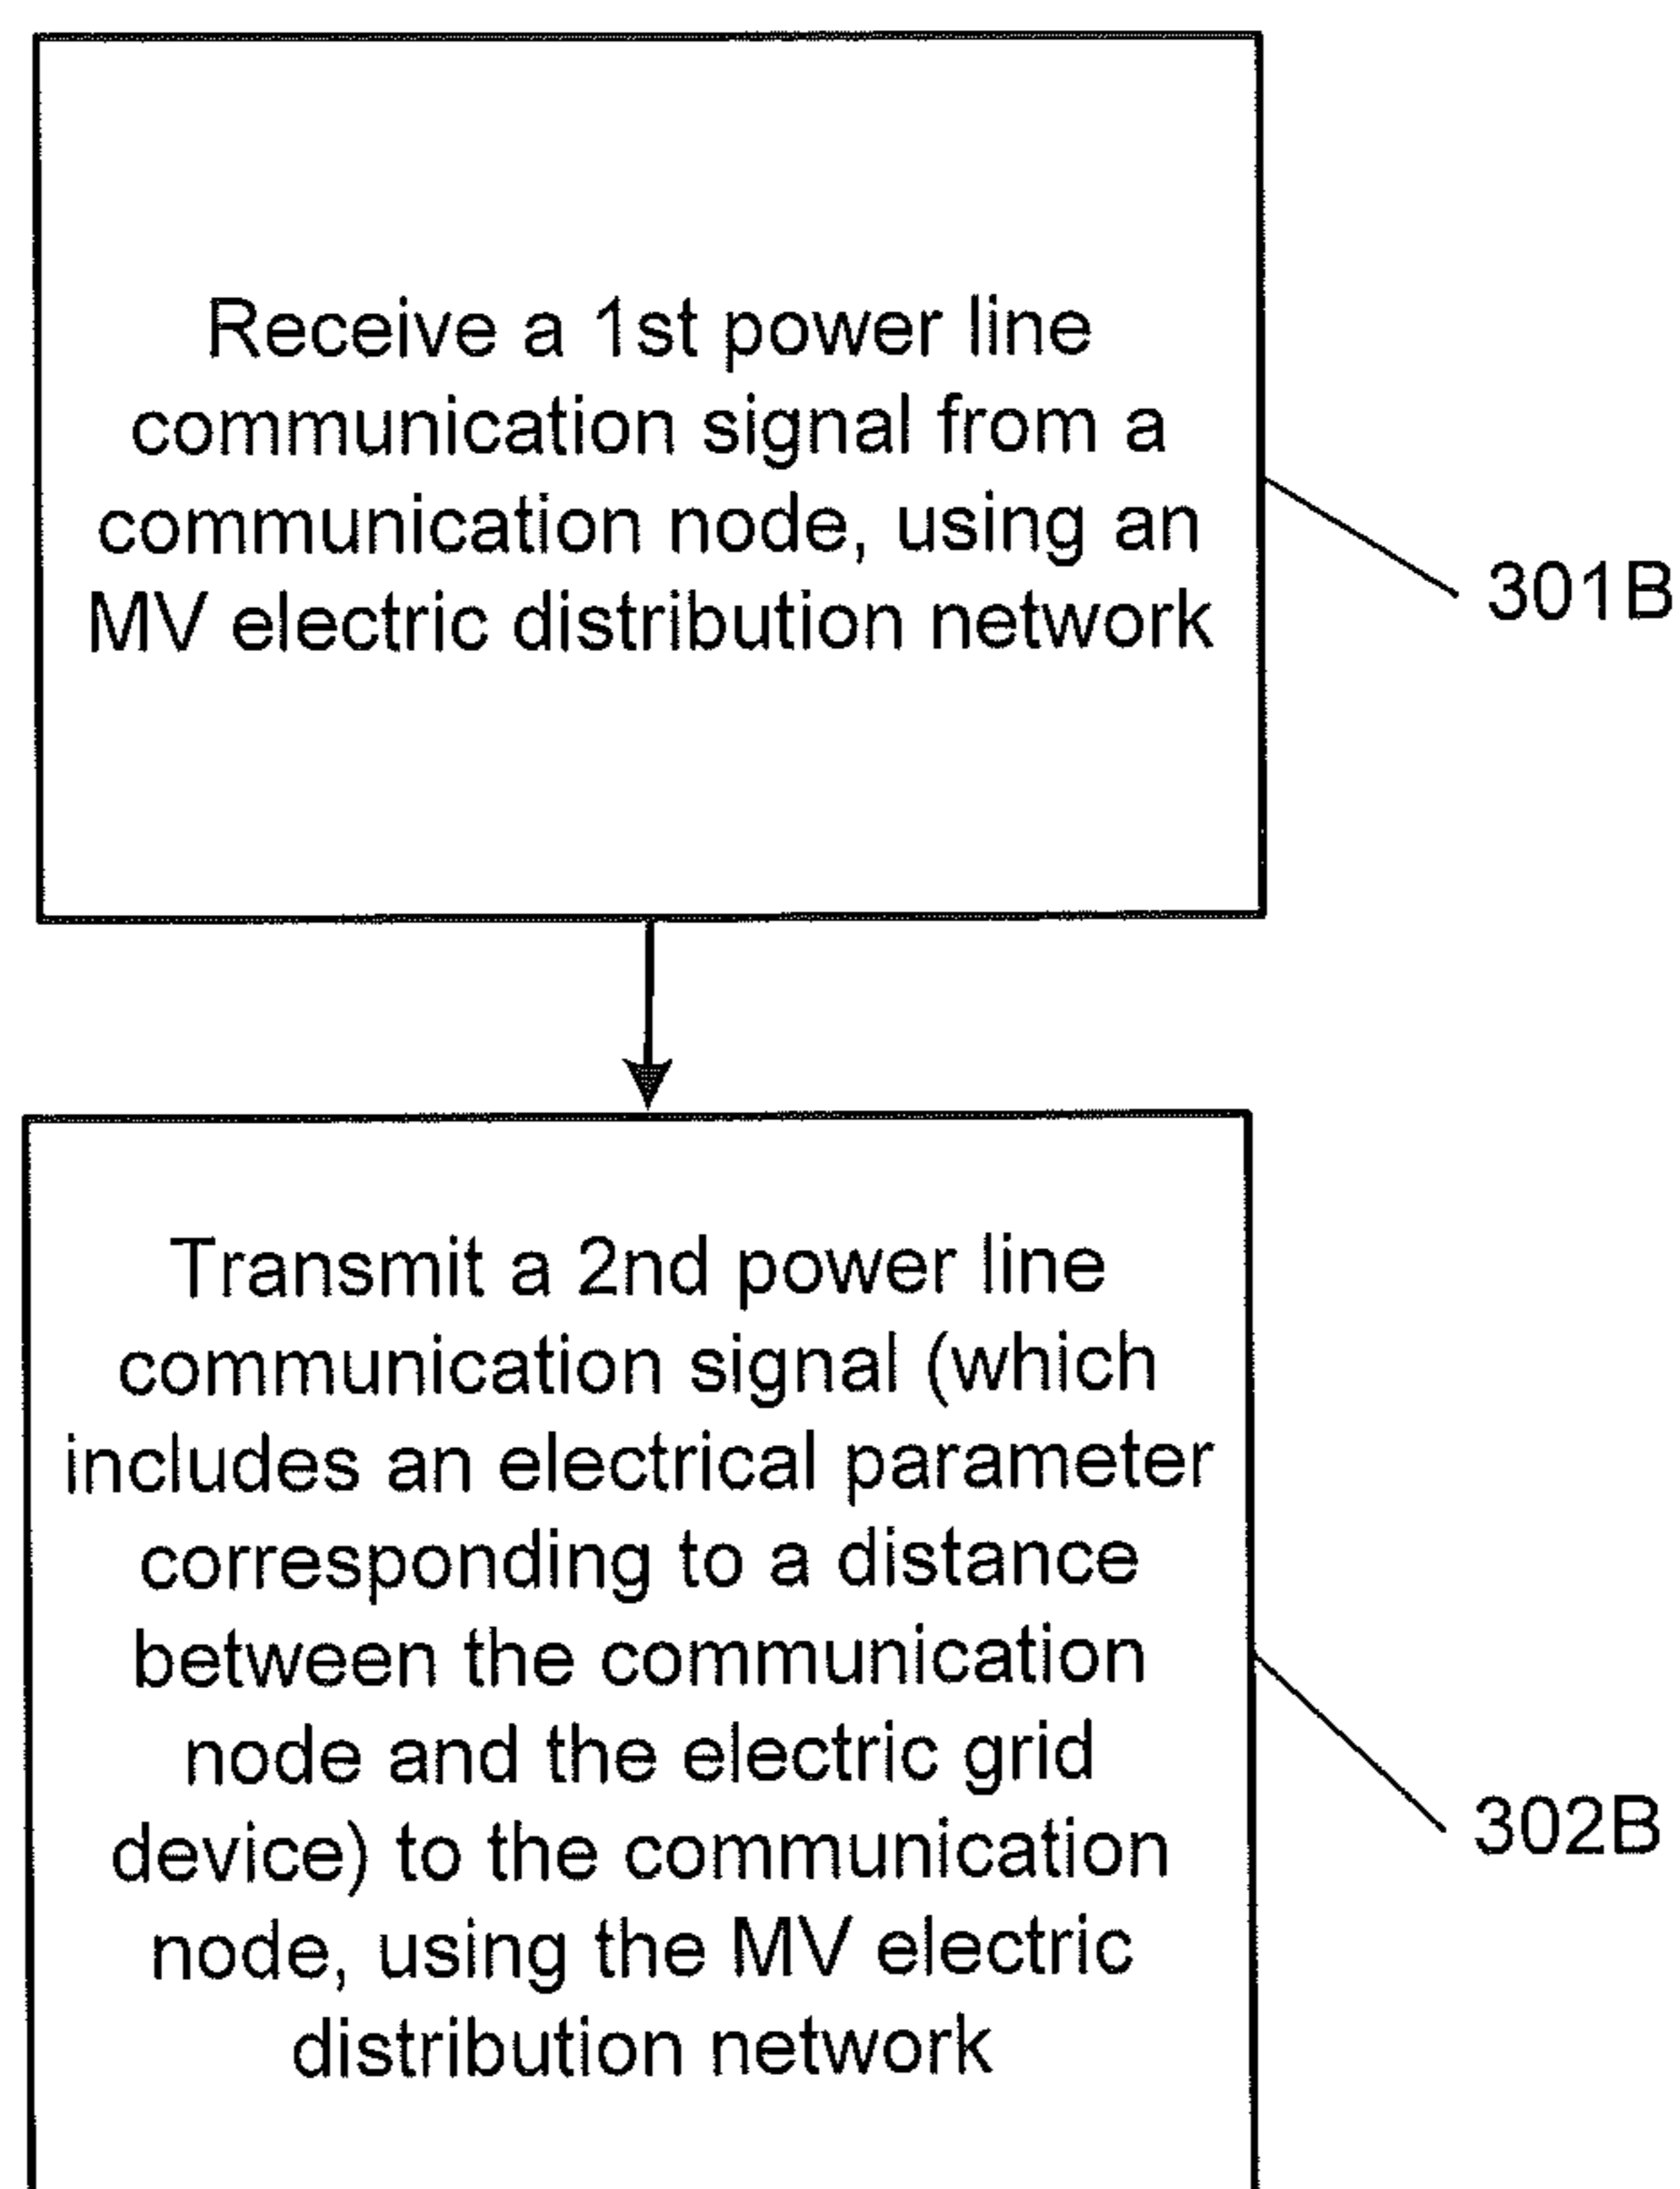 Receive a 1st power line
communication signal from a
communication node, using an
MV electric distribution network
301B
Transmit a 2nd power line
communication signal (which
includes an electrical parameter
corresponding to a distance
between the communication
node and the electric grid
device) to the communication
node, using the MV electric
distribution network
302B